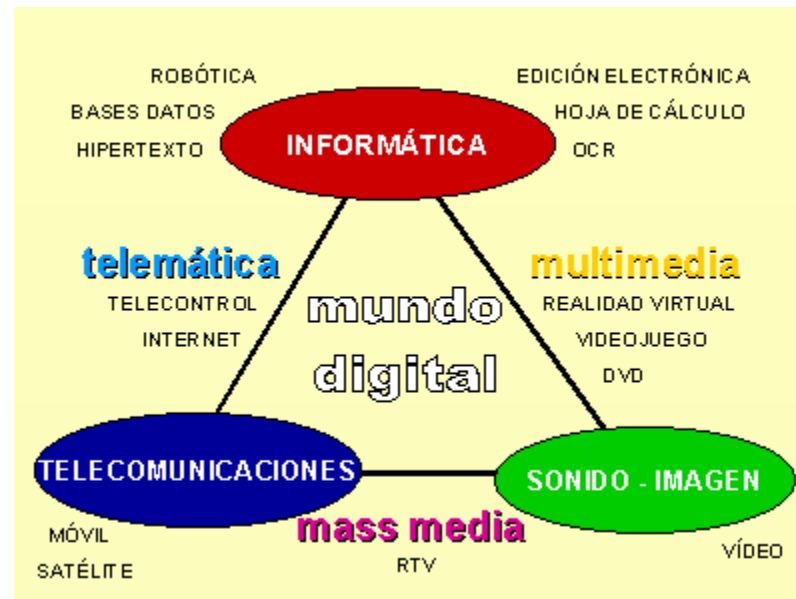 ROBÓTICA
BASES DATOS
HIPERTEXTO
INFORMÁTICA
EDICIÓN ELECTRÓNICA
HOJA DE CÁLCULO
OCR
telemática
TELECONTROL
INTERNET
mundo
digital
multimedia
REALIDAD VIRTUAL
VIDEOJUEGO
DVD
TELECOMUNICACIONES
SONIDO - IMAGEN
MÓVIL
SATÉLITE
mass media
RTV
VÍDEO